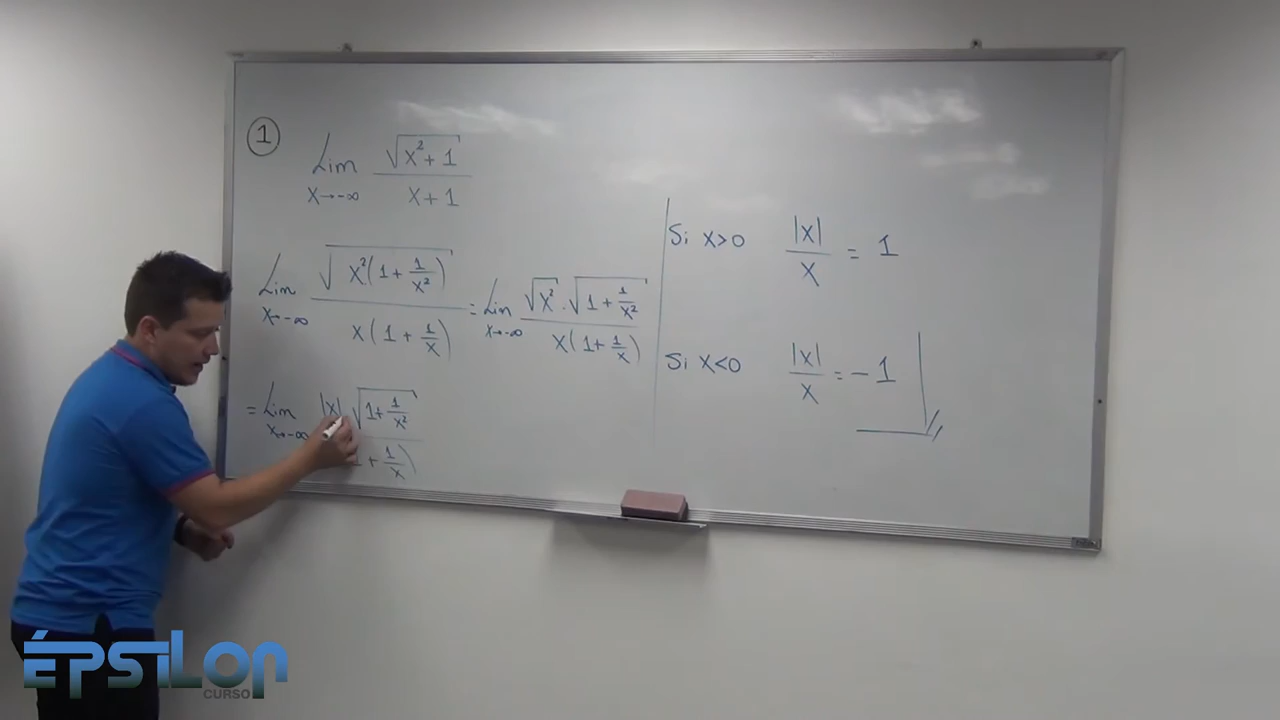 1
Lim x→-∞ √(x²+1) / (x+1)
Lim x→-∞ √(x²(1+1/x²)) / x(1+1/x) = Lim x→-∞ √x² · √(1+1/x²) / x(1+1/x)
= Lim x→-∞ |x| √(1+1/x²) / + 1/x)
Si x>0 |x|/x = 1
Si x<0 |x|/x = -1
ÉPSILON
CURSO